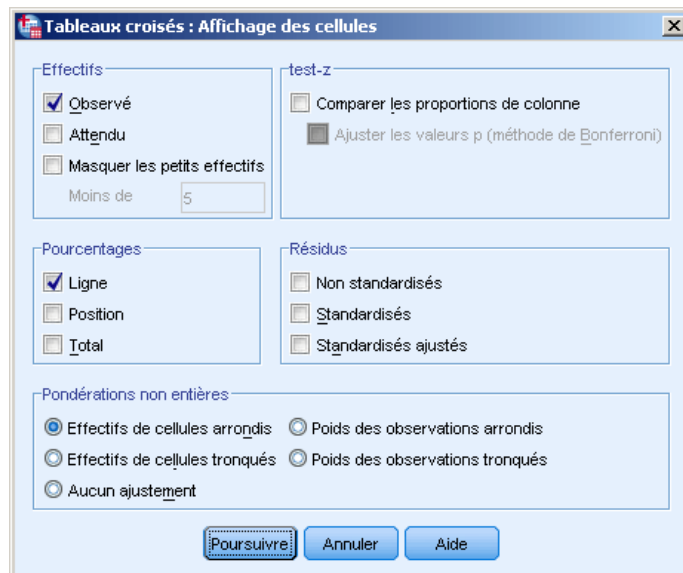 Tableaux croisés : Affichage des cellules
Effectifs
Observé
Attendu
Masquer les petits effectifs
Moins de 5
test-z
Comparer les proportions de colonne
Ajuster les valeurs p (méthode de Bonferroni)
Pourcentages
Ligne
Position
Total
Résidus
Non standardisés
Standardisés
Standardisés ajustés
Pondérations non entières
Effectifs de cellules arrondis Poids des observations arrondis
Effectifs de cellules tronqués Poids des observations tronqués
Aucun ajustement
Poursuivre Annuler Aide